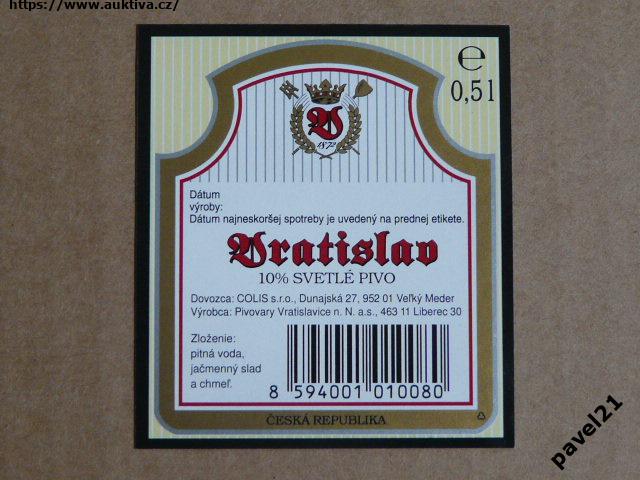 https://www.auktiva.cz/
℮
0,5 l
V
1872
Dátum
výroby:
Dátum najneskoršej spotreby je uvedený na prednej etikete.
Vratislav
10% SVETLÉ PIVO
Dovozca: COLIS s.r.o., Dunajská 27, 952 01 Veľký Meder
Výrobca: Pivovary Vratislavice n. N. a.s., 463 11 Liberec 30
Zloženie:
pitná voda,
jačmenný slad
a chmeľ.
8 594001 010080
ČESKÁ REPUBLIKA
pavel21